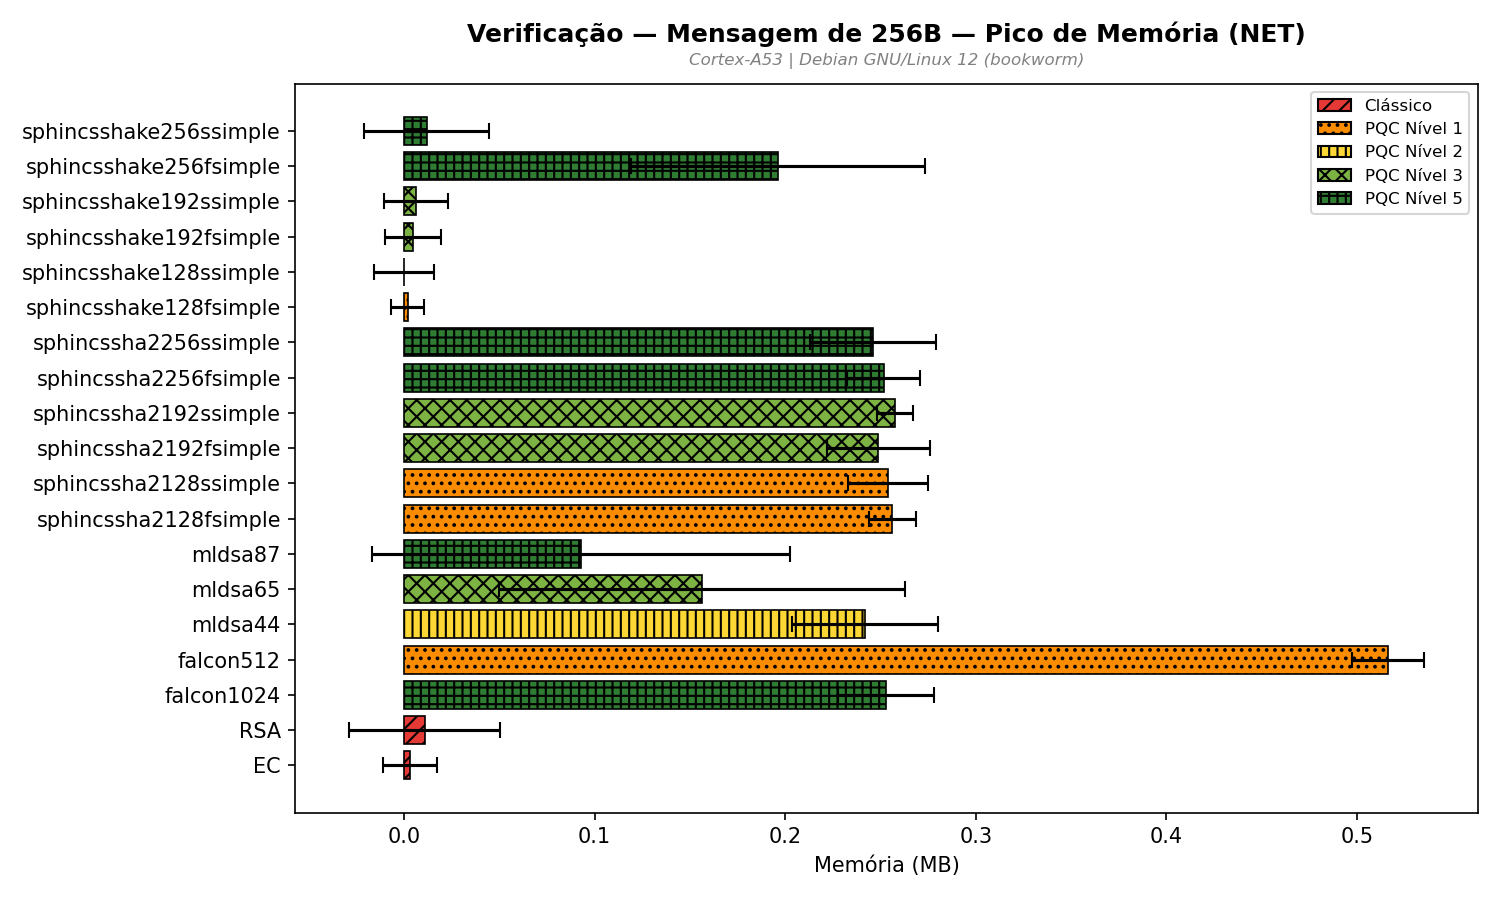 Verificação — Mensagem de 256B — Pico de Memória (NET)
Cortex-A53 | Debian GNU/Linux 12 (bookworm)
Clássico
PQC Nível 1
PQC Nível 2
PQC Nível 3
PQC Nível 5
sphincsshake256ssimple
sphincsshake256fsimple
sphincsshake192ssimple
sphincsshake192fsimple
sphincsshake128ssimple
sphincsshake128fsimple
sphincssha2256ssimple
sphincssha2256fsimple
sphincssha2192ssimple
sphincssha2192fsimple
sphincssha2128ssimple
sphincssha2128fsimple
mldsa87
mldsa65
mldsa44
falcon512
falcon1024
RSA
EC
0.0 0.1 0.2 0.3 0.4 0.5
Memória (MB)